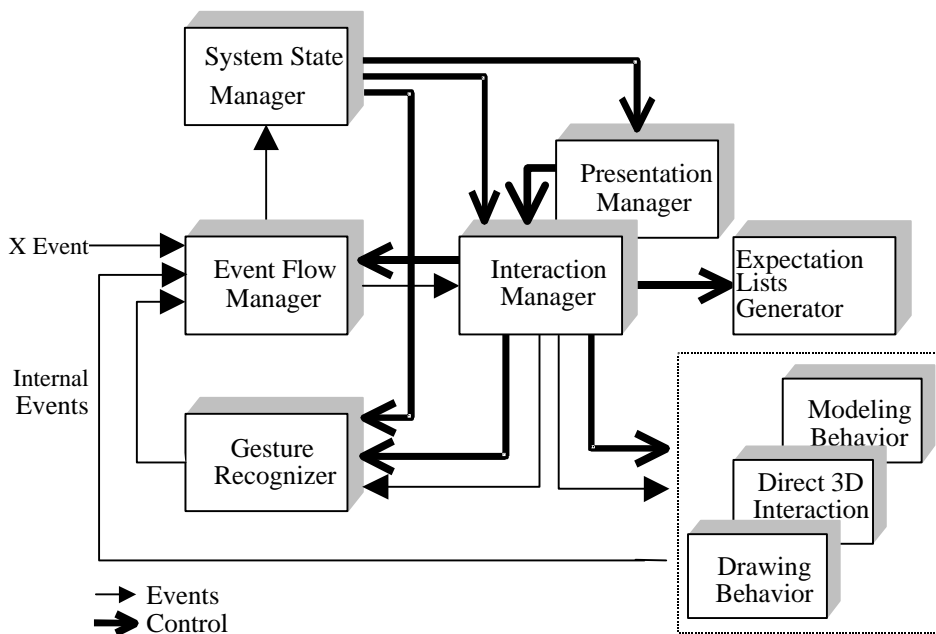 System State
Manager
Presentation
Manager
X Event
Event Flow
Manager
Interaction
Manager
Expectation
Lists
Generator
Internal
Events
Gesture
Recognizer
Modeling
Behavior
Direct 3D
Interaction
Drawing
Behavior
Events
Control